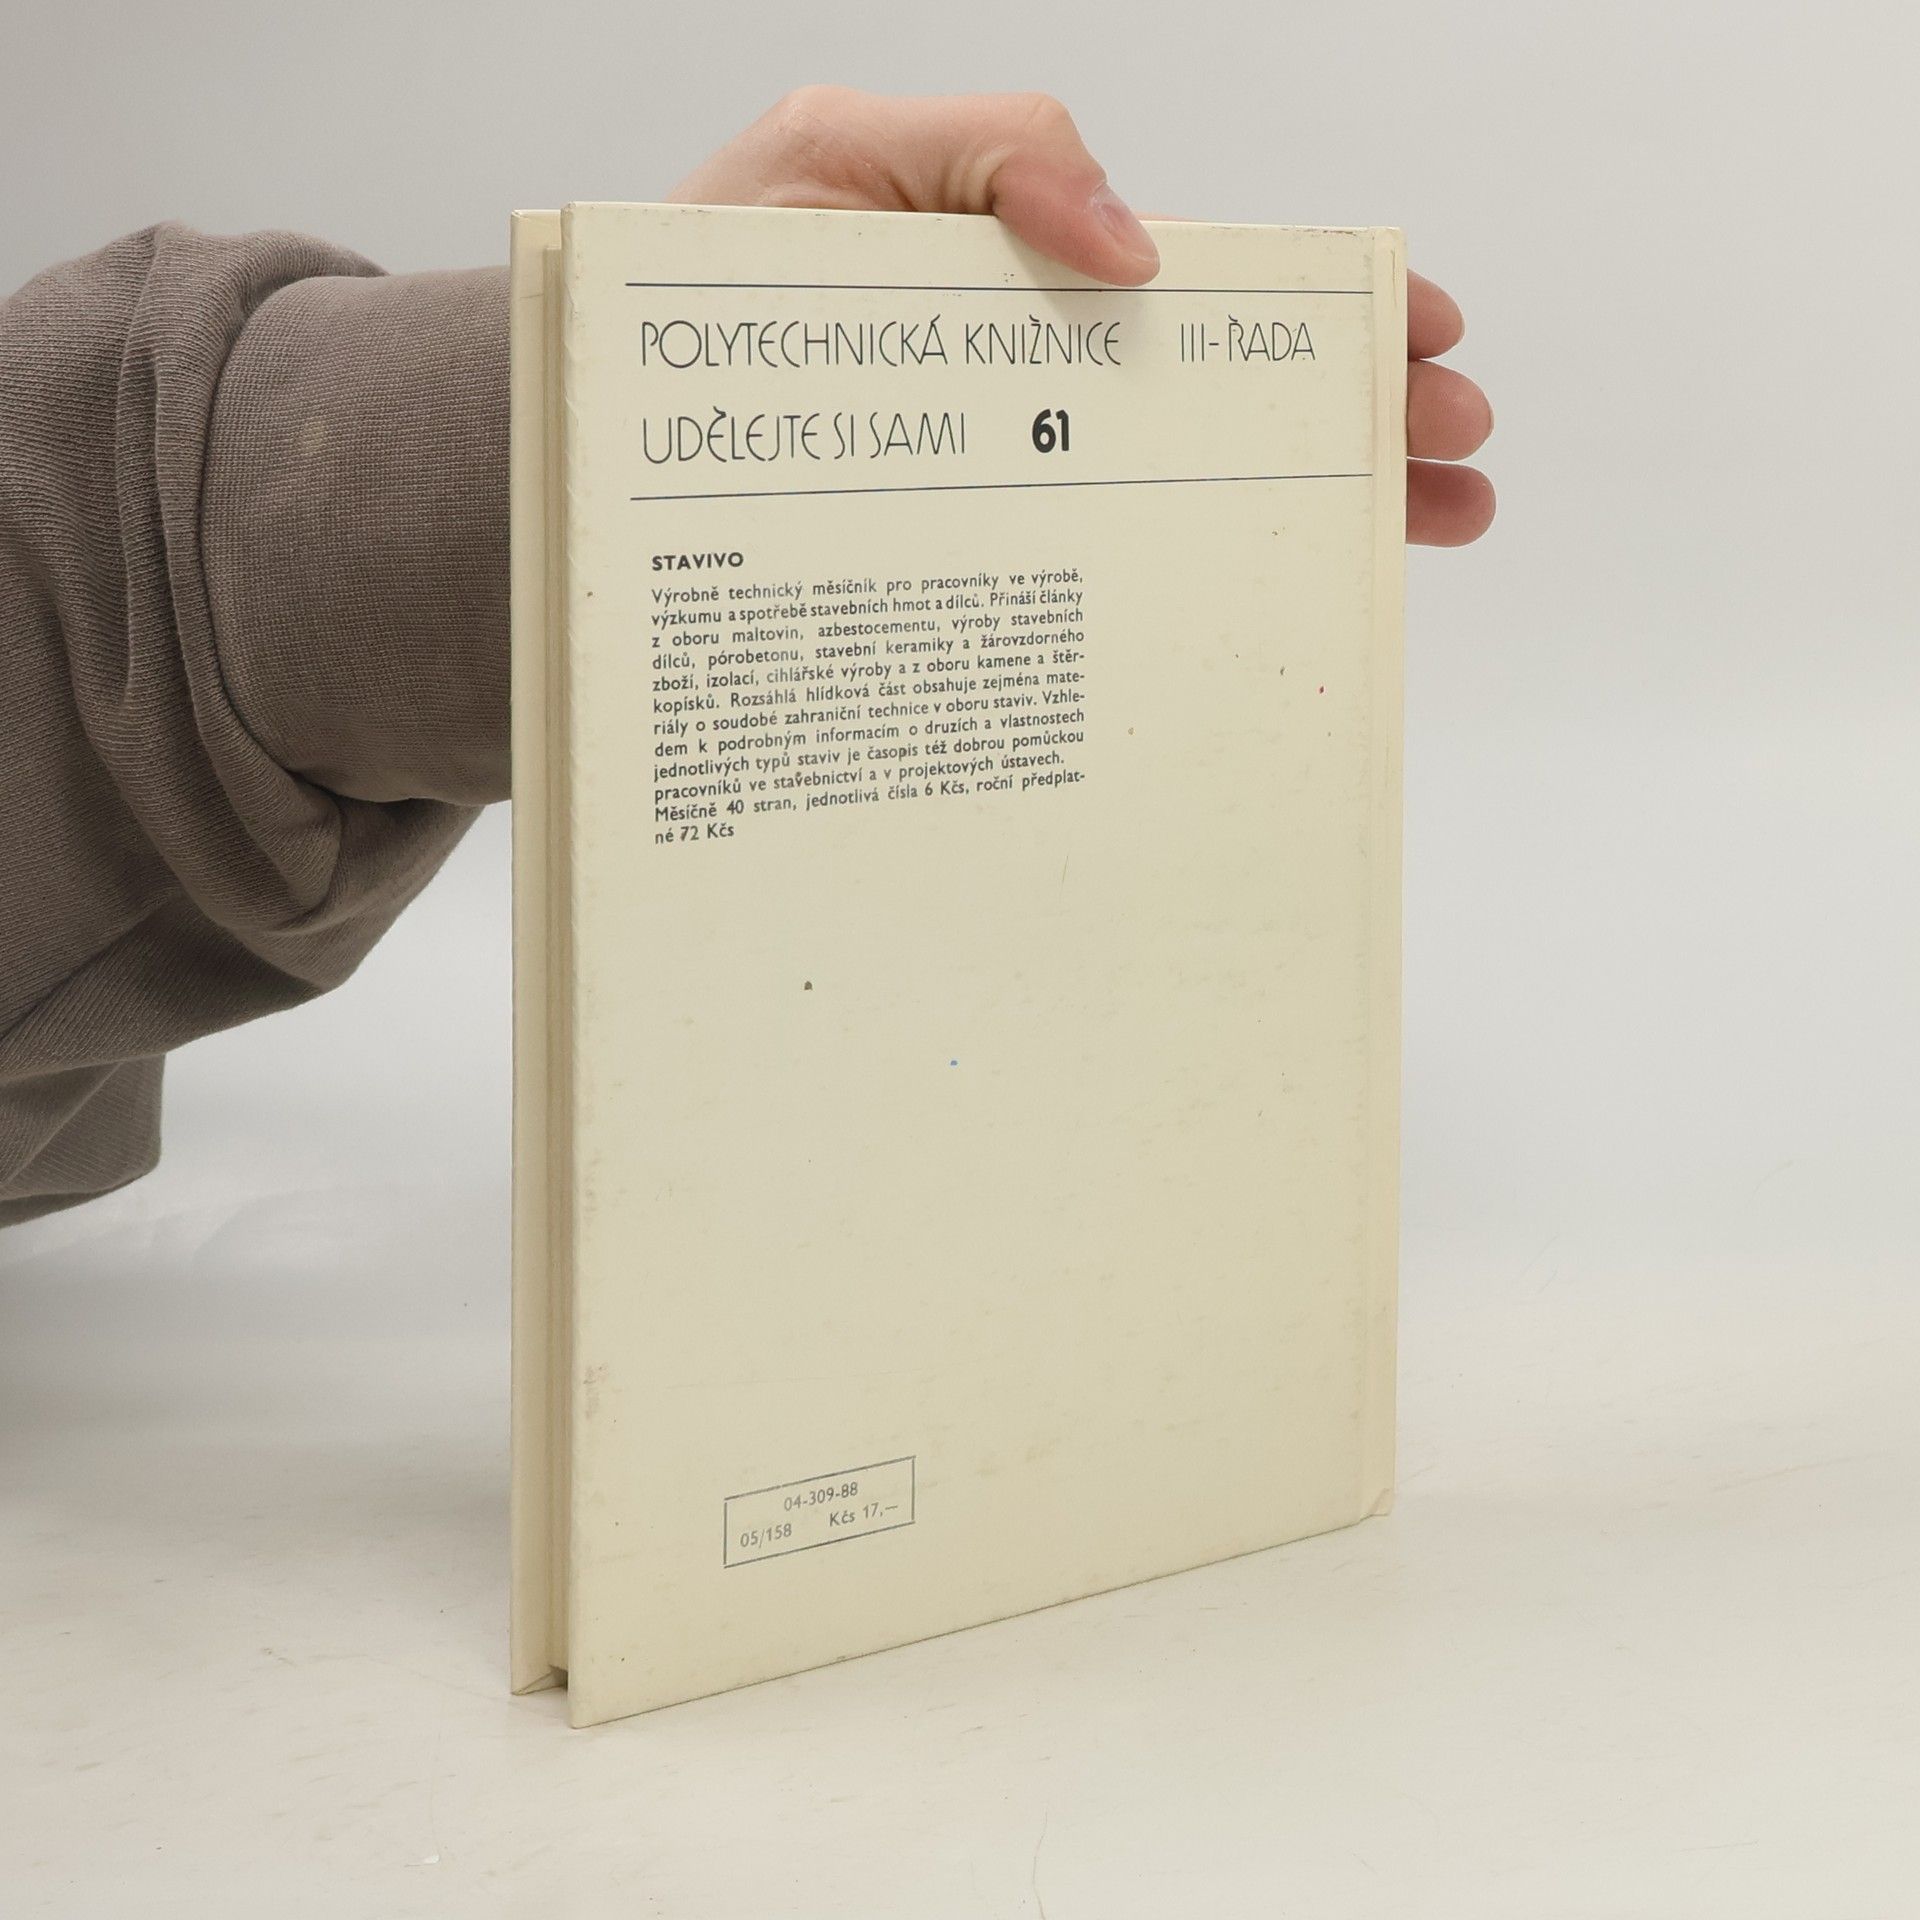 POLYTECHNICKÁ KNIŽNICE III-ŘADA
UDĚLEJTE SI SAMI 61
STAVIVO
Výrobně technický měsíčník pro pracovníky ve výrobě,
výzkumu a spotřebě stavebních hmot a dílců. Přináší články
z oboru maltovin, azbestocementu, výroby stavebních
dílců, pórobetonu, stavební keramiky a žárovzdorného
zboží, izolací, cihlářské výroby a z oboru kamene a štěr-
kopísků. Rozsáhlá hlídková část obsahuje zejména mate-
riály o soudobé zahraniční technice v oboru staviv. Vzhle-
dem k podrobným informacím o druzích a vlastnostech
jednotlivých typů staviv je časopis též dobrou pomůckou
pracovníků ve stavebnictví a v projektových ústavech.
Měsíčně 40 stran, jednotlivá čísla 6 Kčs, roční předplat-
né 72 Kčs
04-309-88
05/158 Kčs 17,—